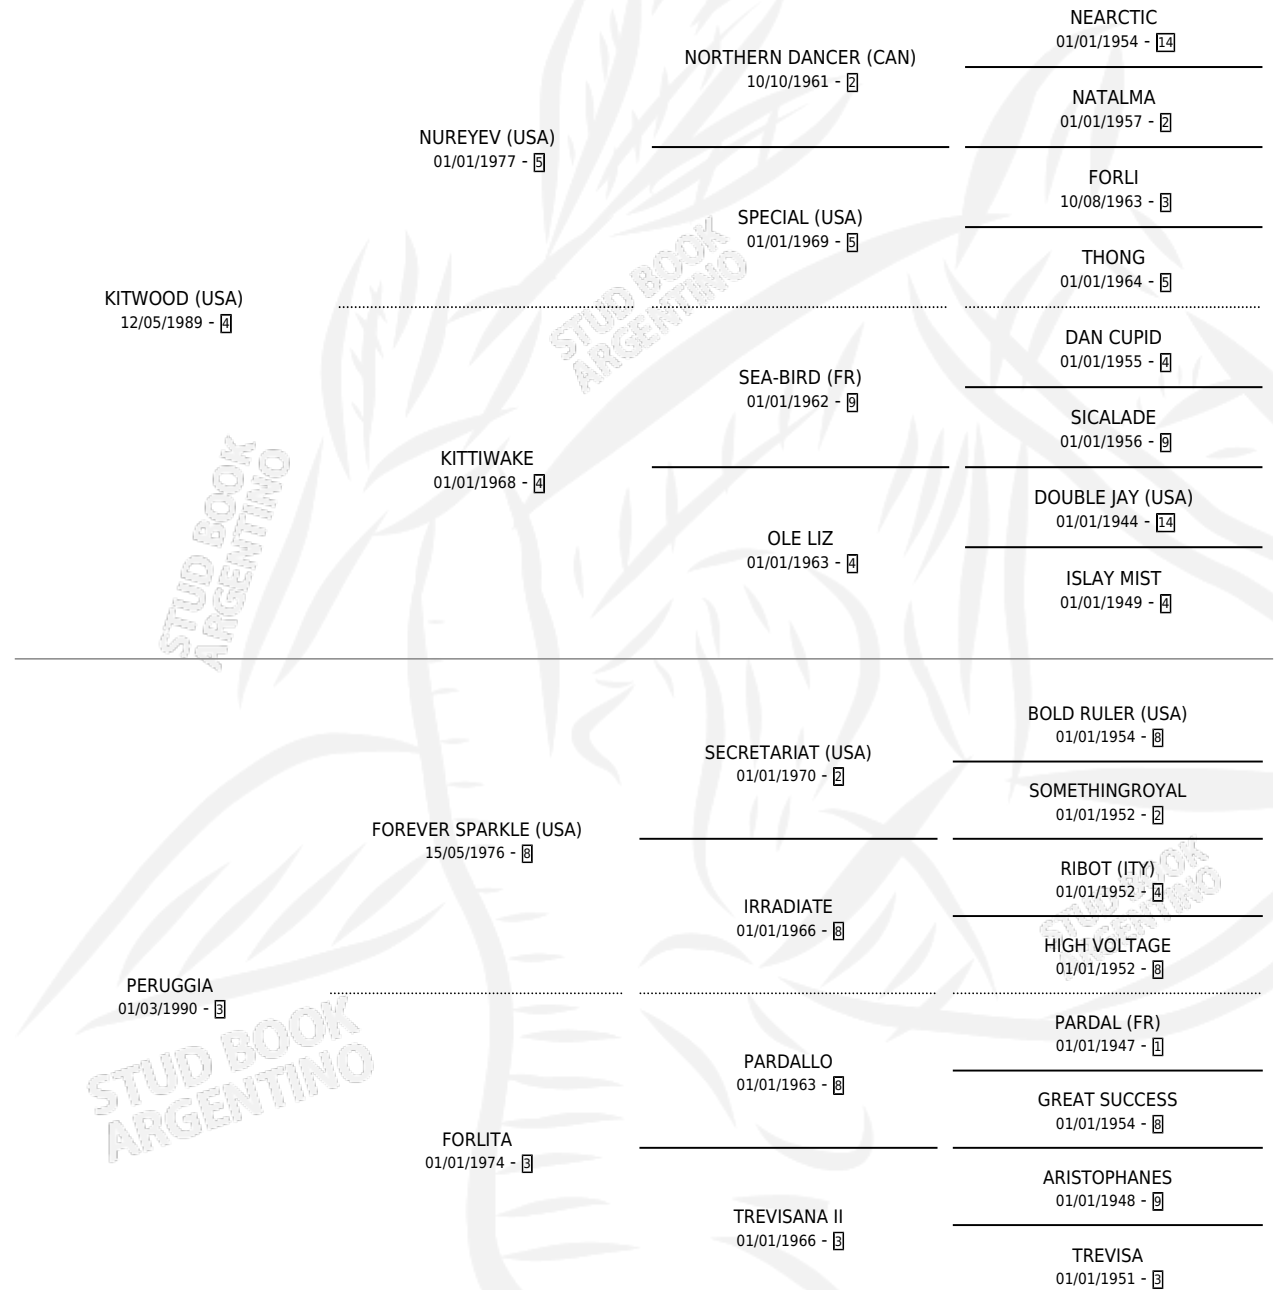 NEARCTIC
01/01/1954 - 14
NORTHERN DANCER (CAN)
10/10/1961 - 2
NATALMA
01/01/1957 - 2
NUREYEV (USA)
01/01/1977 - 5
FORLI
10/08/1963 - 3
SPECIAL (USA)
01/01/1969 - 5
THONG
01/01/1964 - 5
KITWOOD (USA)
12/05/1989 - 4
DAN CUPID
01/01/1955 - 4
SEA-BIRD (FR)
01/01/1962 - 9
SICALADE
01/01/1956 - 9
KITTIWAKE
01/01/1968 - 4
DOUBLE JAY (USA)
01/01/1944 - 14
OLE LIZ
01/01/1963 - 4
ISLAY MIST
01/01/1949 - 4
BOLD RULER (USA)
01/01/1954 - 8
SECRETARIAT (USA)
01/01/1970 - 2
SOMETHINGROYAL
01/01/1952 - 2
FOREVER SPARKLE (USA)
15/05/1976 - 8
RIBOT (ITY)
01/01/1952 - 4
IRRADIATE
01/01/1966 - 8
HIGH VOLTAGE
01/01/1952 - 8
PERUGGIA
01/03/1990 - 3
PARDAL (FR)
01/01/1947 - 1
PARDALLO
01/01/1963 - 8
GREAT SUCCESS
01/01/1954 - 8
FORLITA
01/01/1974 - 3
ARISTOPHANES
01/01/1948 - 9
TREVISANA II
01/01/1966 - 3
TREVISA
01/01/1951 - 3
STUD BOOK
ARGENTINO
STUD BOOK
ARGENTINO
STUD BOOK
ARGENTINO
STUD BOOK
ARGENTINO